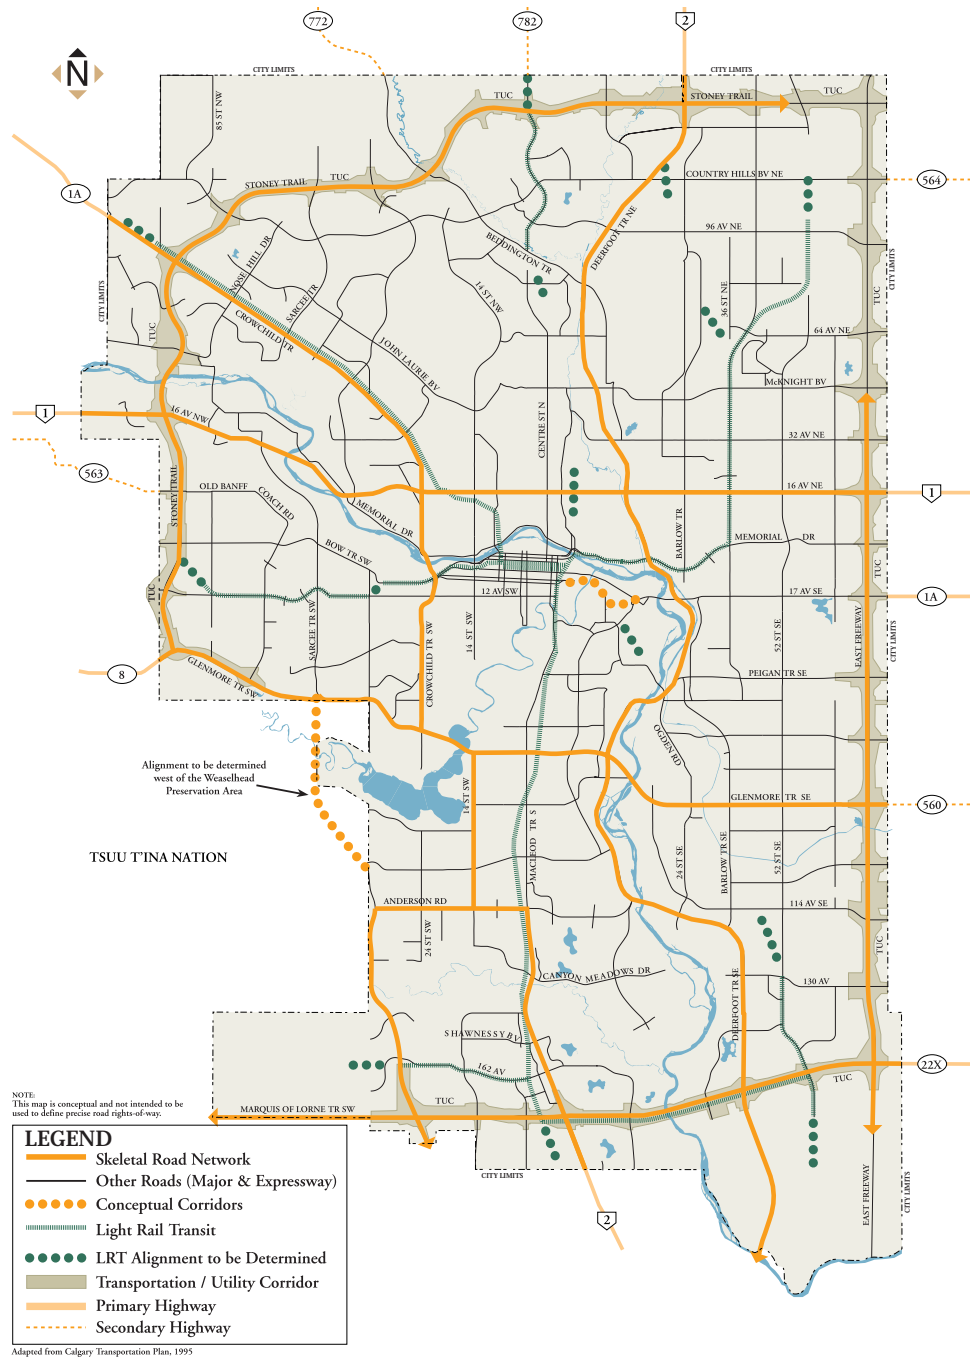 772
782
2
CITY LIMITS
CITY LIMITS
N
TUC
STONEY TRAIL
TUC
85 ST NW
1A
STONEY TRAIL
TUC
COUNTRY HILLS BV NE
564
96 AV NE
DEERFOOT TR NE
BEDDINGTON TR
NOSE HILL DR
SARCEE TR
14 ST NW
36 ST NE
CITY LIMITS
CITY LIMITS
TUC
TUC
CROWCHILD TR
JOHN LAURIE BV
64 AV NE
McKNIGHT BV
1
16 AV NW
CENTRE ST N
32 AV NE
563
STONEY TRAIL
OLD BANFF
COACH RD
16 AV NE
1
MEMORIAL DR
BOW TR SW
BARLOW TR
MEMORIAL DR
TUC
TUC
12 AV SW
17 AV SE
1A
SARCEE TR SW
CROWCHILD TR SW
14 ST SW
52 ST SE
EAST FREEWAY
CITY LIMITS
8
GLENMORE TR SW
PEIGAN TR SE
OGDEN RD
Alignment to be determined
west of the Weaselhead
Preservation Area
14 ST SW
MACLEOD TR S
GLENMORE TR SE
560
TSUU T'INA NATION
24 ST SE
BARLOW TR SE
52 ST SE
ANDERSON RD
114 AV SE
24 ST SW
TUC
CANYON MEADOWS DR
130 AV
DEERFOOT TR SE
SHAWNESSY BV
162 AV
22X
TUC
NOTE:
This map is conceptual and not intended to be
used to define precise road rights-of-way.
MARQUIS OF LORNE TR SW
TUC
CITY LIMITS
EAST FREEWAY
CITY LIMITS
2
LEGEND
Skeletal Road Network
Other Roads (Major & Expressway)
Conceptual Corridors
Light Rail Transit
LRT Alignment to be Determined
Transportation / Utility Corridor
Primary Highway
Secondary Highway
Adapted from Calgary Transportation Plan, 1995